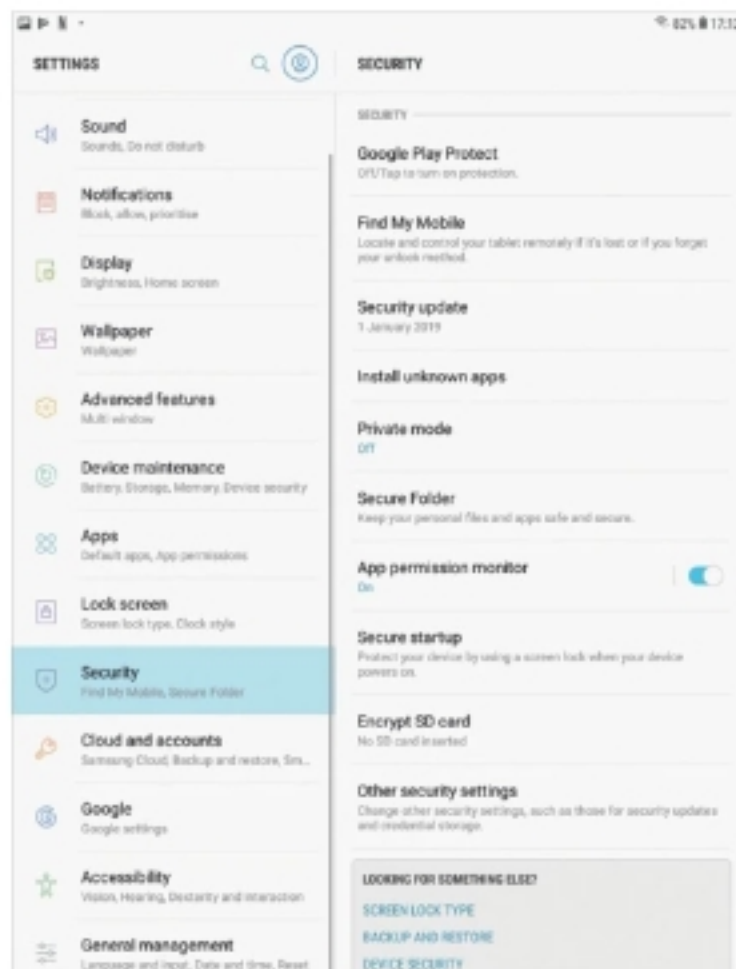 82% 17:12
SETTINGS
Sound
Sounds, Do not disturb
Notifications
Block, allow, prioritise
Display
Brightness, Home screen
Wallpaper
Wallpaper
Advanced features
Multi window
Device maintenance
Battery, Storage, Memory, Device security
Apps
Default apps, App permissions
Lock screen
Screen lock type, Clock style
Security
Find My Mobile, Secure Folder
Cloud and accounts
Samsung Cloud, Backup and restore, Sm...
Google
Google settings
Accessibility
Vision, Hearing, Dexterity and interaction
General management
Language and input, Date and time, Reset
SECURITY
SECURITY
Google Play Protect
Off/Tap to turn on protection.
Find My Mobile
Locate and control your tablet remotely if it's lost or if you forget
your unlock method.
Security update
1 January 2019
Install unknown apps
Private mode
Off
Secure Folder
Keep your personal files and apps safe and secure.
App permission monitor
On
Secure startup
Protect your device by using a screen lock when your device
powers on.
Encrypt SD card
No SD card inserted
Other security settings
Change other security settings, such as those for security updates
and credential storage.
LOOKING FOR SOMETHING ELSE?
SCREEN LOCK TYPE
BACKUP AND RESTORE
DEVICE SECURITY